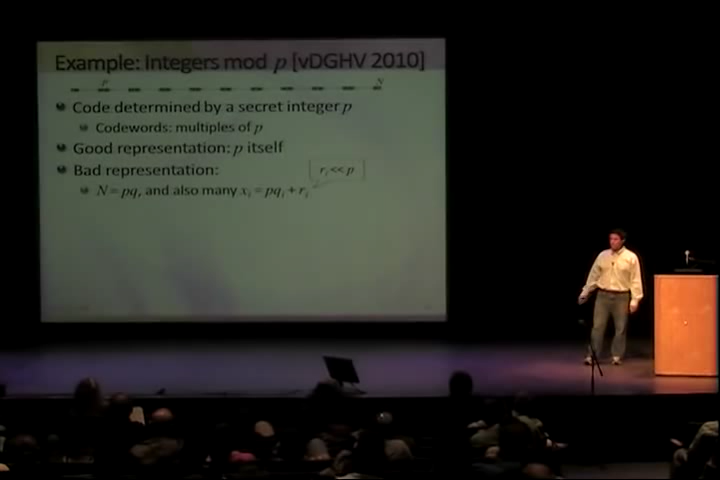 Example: Integers mod p [vDGHV 2010]
p N
Code determined by a secret integer p
Codewords: multiples of p
Good representation: p itself
Bad representation:
rᵢ << p
N = pq, and also many xᵢ = pqᵢ + rᵢ